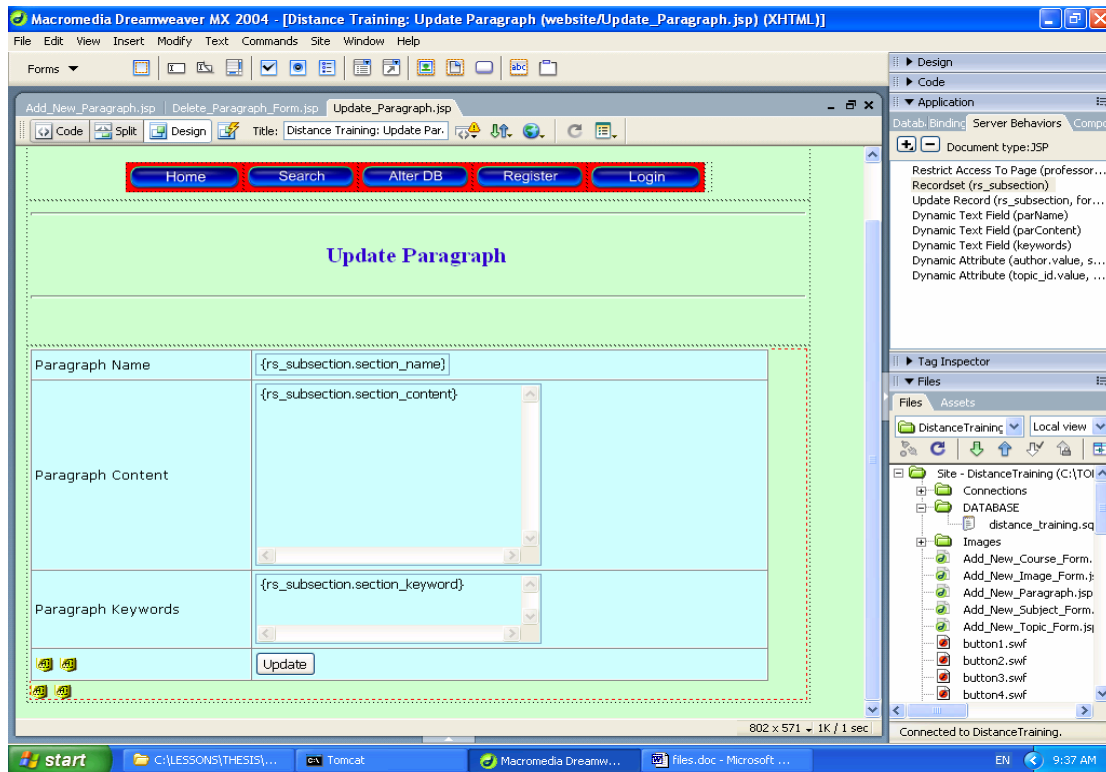 Macromedia Dreamweaver MX 2004 - [Distance Training: Update Paragraph (website/Update_Paragraph.jsp) (XHTML)]
File Edit View Insert Modify Text Commands Site Window Help
Forms
Add_New_Paragraph.jsp Delete_Paragraph_Form.jsp Update_Paragraph.jsp
Code Split Design Title: Distance Training: Update Par
Home Search Alter DB Register Login
Update Paragraph
Paragraph Name {rs_subsection.section_name}
Paragraph Content {rs_subsection.section_content}
Paragraph Keywords {rs_subsection.section_keyword}
Update
802 x 571 1K / 1 sec
Design
Code
Application
Datab Binding Server Behaviors Compo
Document type:JSP
Restrict Access To Page (professor...
Recordset (rs_subsection)
Update Record (rs_subsection, for...
Dynamic Text Field (parName)
Dynamic Text Field (parContent)
Dynamic Text Field (keywords)
Dynamic Attribute (author.value, s...
Dynamic Attribute (topic_id.value, ...
Tag Inspector
Files
Files Assets
DistanceTraining Local view
Site - DistanceTraining (C:\TOI
Connections
DATABASE
distance_training.sq
Images
Add_New_Course_Form.
Add_New_Image_Form.j
Add_New_Paragraph.jsp
Add_New_Subject_Form.
Add_New_Topic_Form.js
button1.swf
button2.swf
button3.swf
button4.swf
Connected to DistanceTraining.
start C:\LESSONS\THESIS\... Tomcat Macromedia Dreamw... files.doc - Microsoft ... EN 9:37 AM